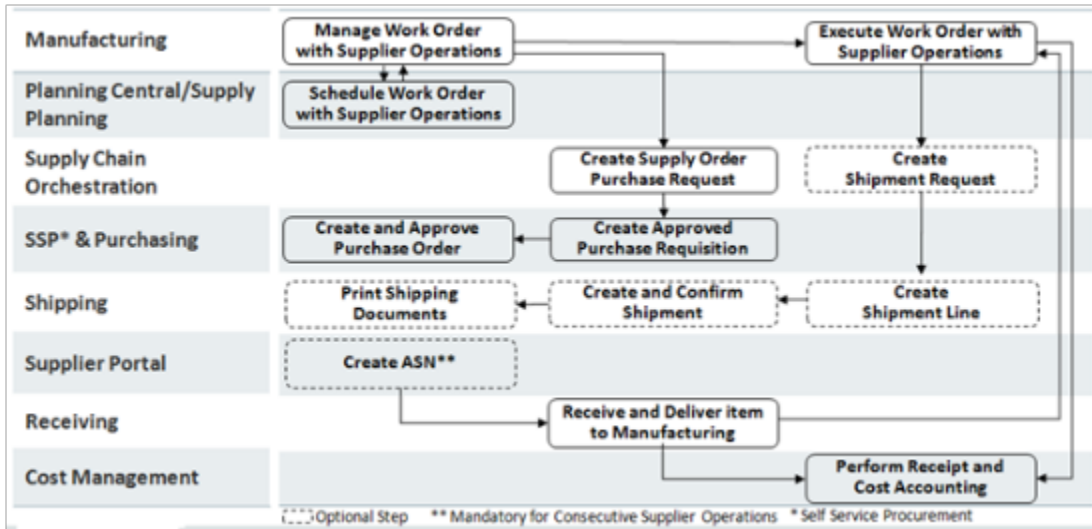 Manufacturing
Manage Work Order
with Supplier Operations
Execute Work Order with
Supplier Operations
Planning Central/Supply
Planning
Schedule Work Order
with Supplier Operations
Supply Chain
Orchestration
Create Supply Order
Purchase Request
Create
Shipment Request
SSP* & Purchasing
Create and Approve
Purchase Order
Create Approved
Purchase Requisition
Shipping
Print Shipping
Documents
Create and Confirm
Shipment
Create
Shipment Line
Supplier Portal
Create ASN**
Receiving
Receive and Deliver item
to Manufacturing
Cost Management
Perform Receipt and
Cost Accounting
Optional Step ** Mandatory for Consecutive Supplier Operations * Self Service Procurement